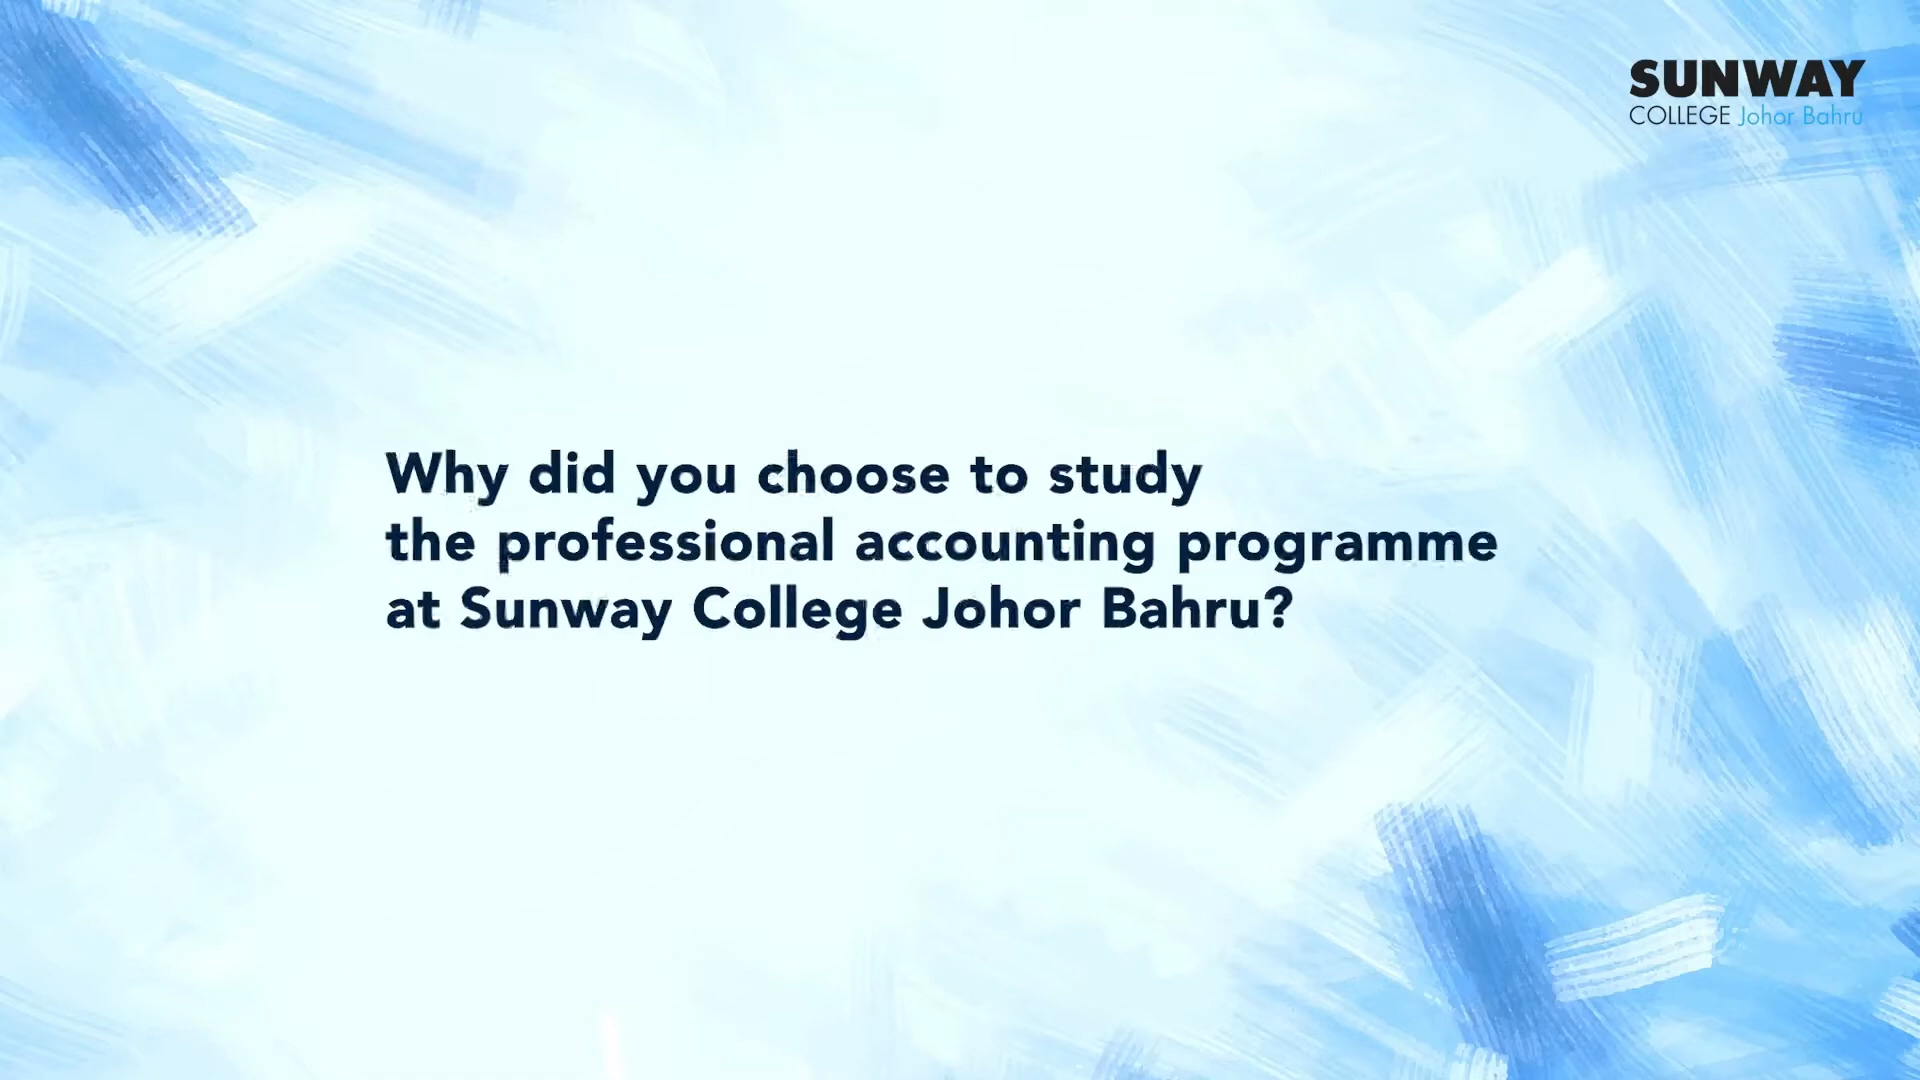 SUNWAY
COLLEGE Johor Bahru
Why did you choose to study
the professional accounting programme
at Sunway College Johor Bahru?